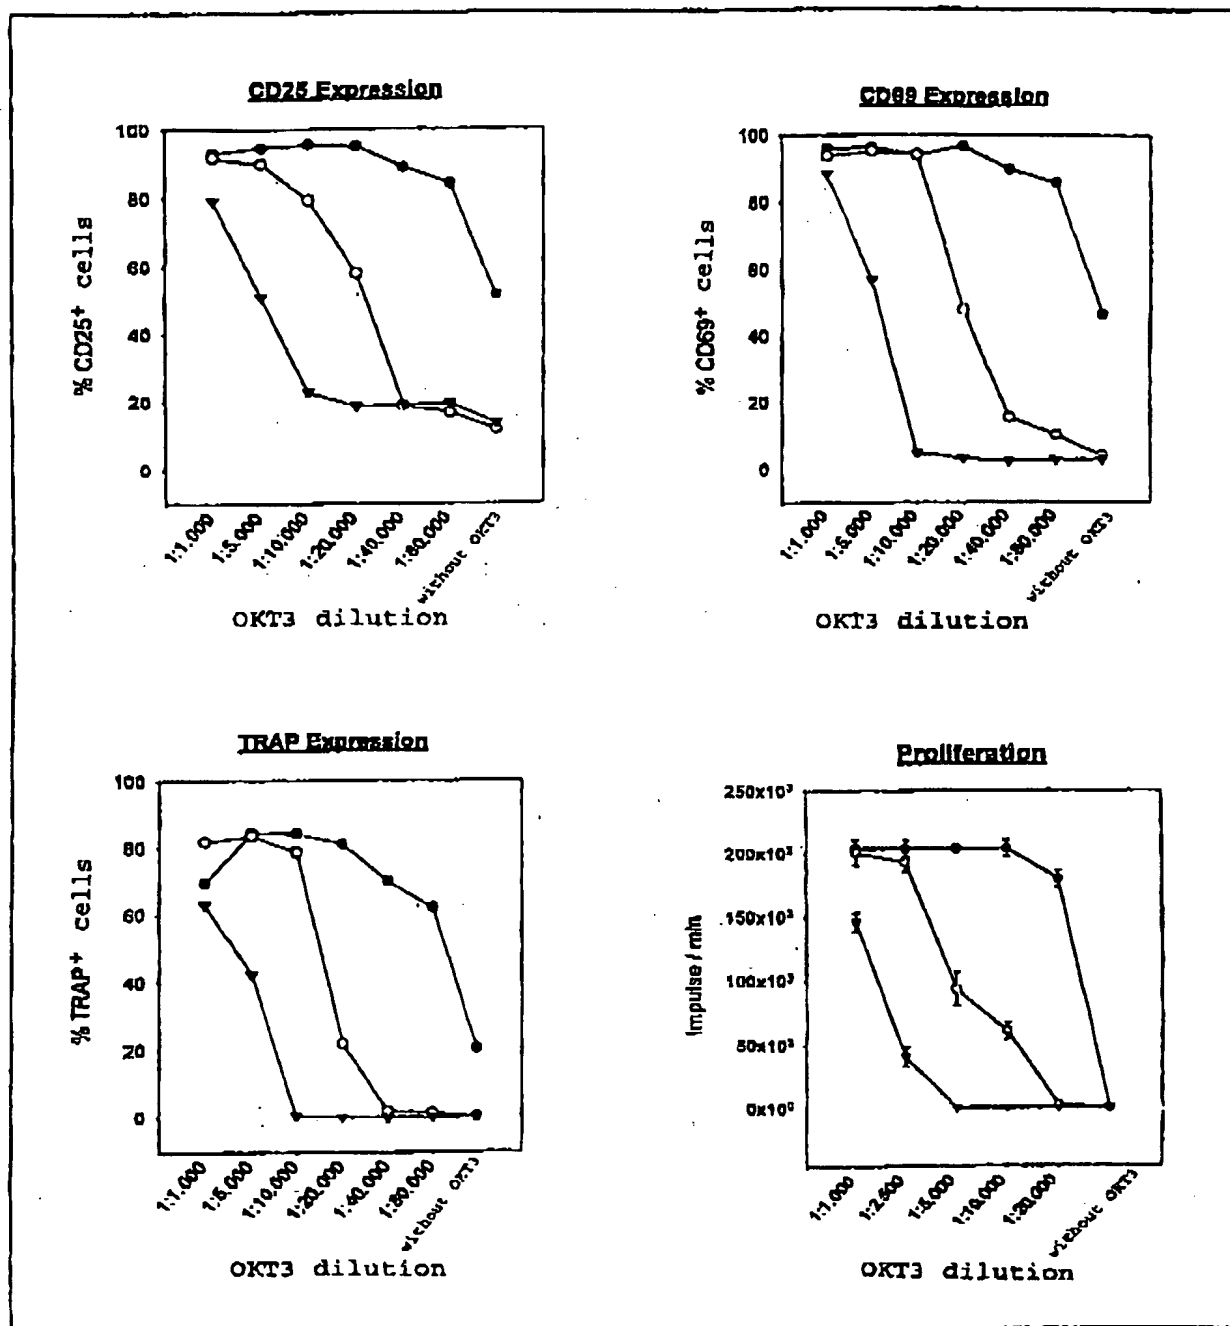 CD25 Expression
100
80
60
40
20
0
% CD25+ cells
1:1.000
1:5.000
1:10.000
1:20.000
1:40.000
1:80.000
without OKT3
OKT3 dilution
CD69 Expression
100
80
60
40
20
0
% CD69+ cells
1:1.000
1:5.000
1:10.000
1:20.000
1:40.000
1:80.000
without OKT3
OKT3 dilution
TRAP Expression
100
80
60
40
20
0
% TRAP+ cells
1:1.000
1:5.000
1:10.000
1:20.000
1:40.000
1:80.000
without OKT3
OKT3 dilution
Proliferation
250x10³
200x10³
150x10³
100x10³
50x10³
0x10⁰
Impulse / min
1:1.000
1:2.500
1:5.000
1:10.000
1:20.000
without OKT3
OKT3 dilution